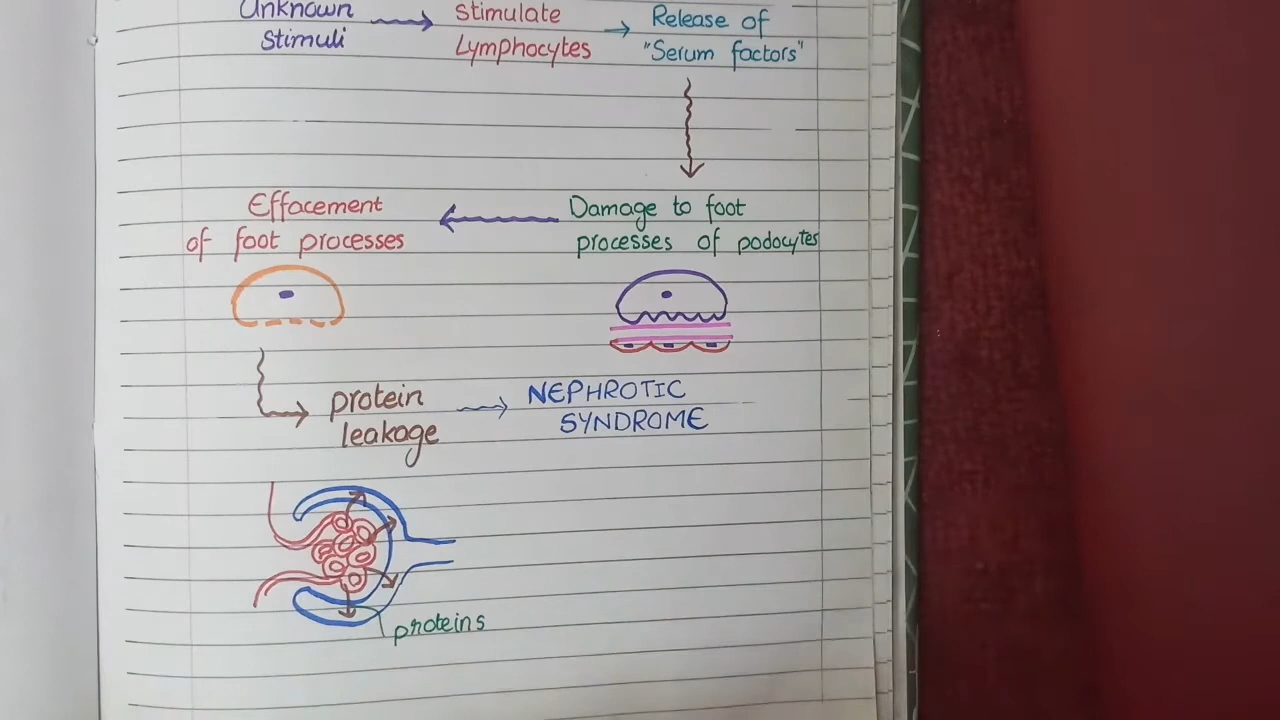 Unknown
Stimuli
Stimulate
Lymphocytes
Release of
"Serum factors"
Damage to foot
processes of podocytes
Effacement
of foot processes
protein
leakage
NEPHROTIC
SYNDROME
proteins